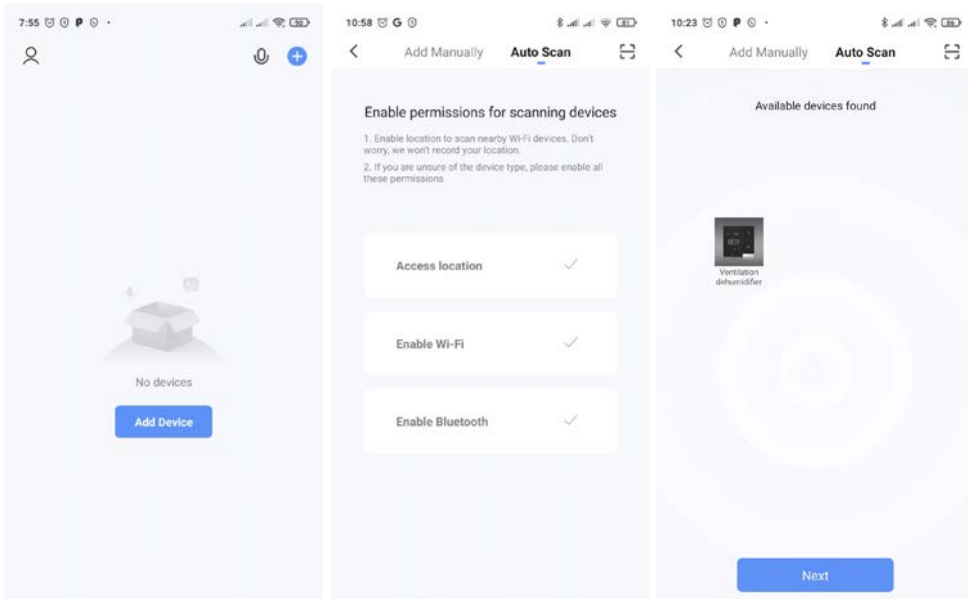 7:55
90
No devices
Add Device
10:58
G
81
Add Manually
Auto Scan
Enable permissions for scanning devices
1. Enable location to scan nearby Wi-Fi devices. Don't
worry, we won't record your location.
2. If you are unsure of the device type, please enable all
these permissions
Access location
Enable Wi-Fi
Enable Bluetooth
10:23
86
Add Manually
Auto Scan
Available devices found
Ventilation
dehumidifier
Next